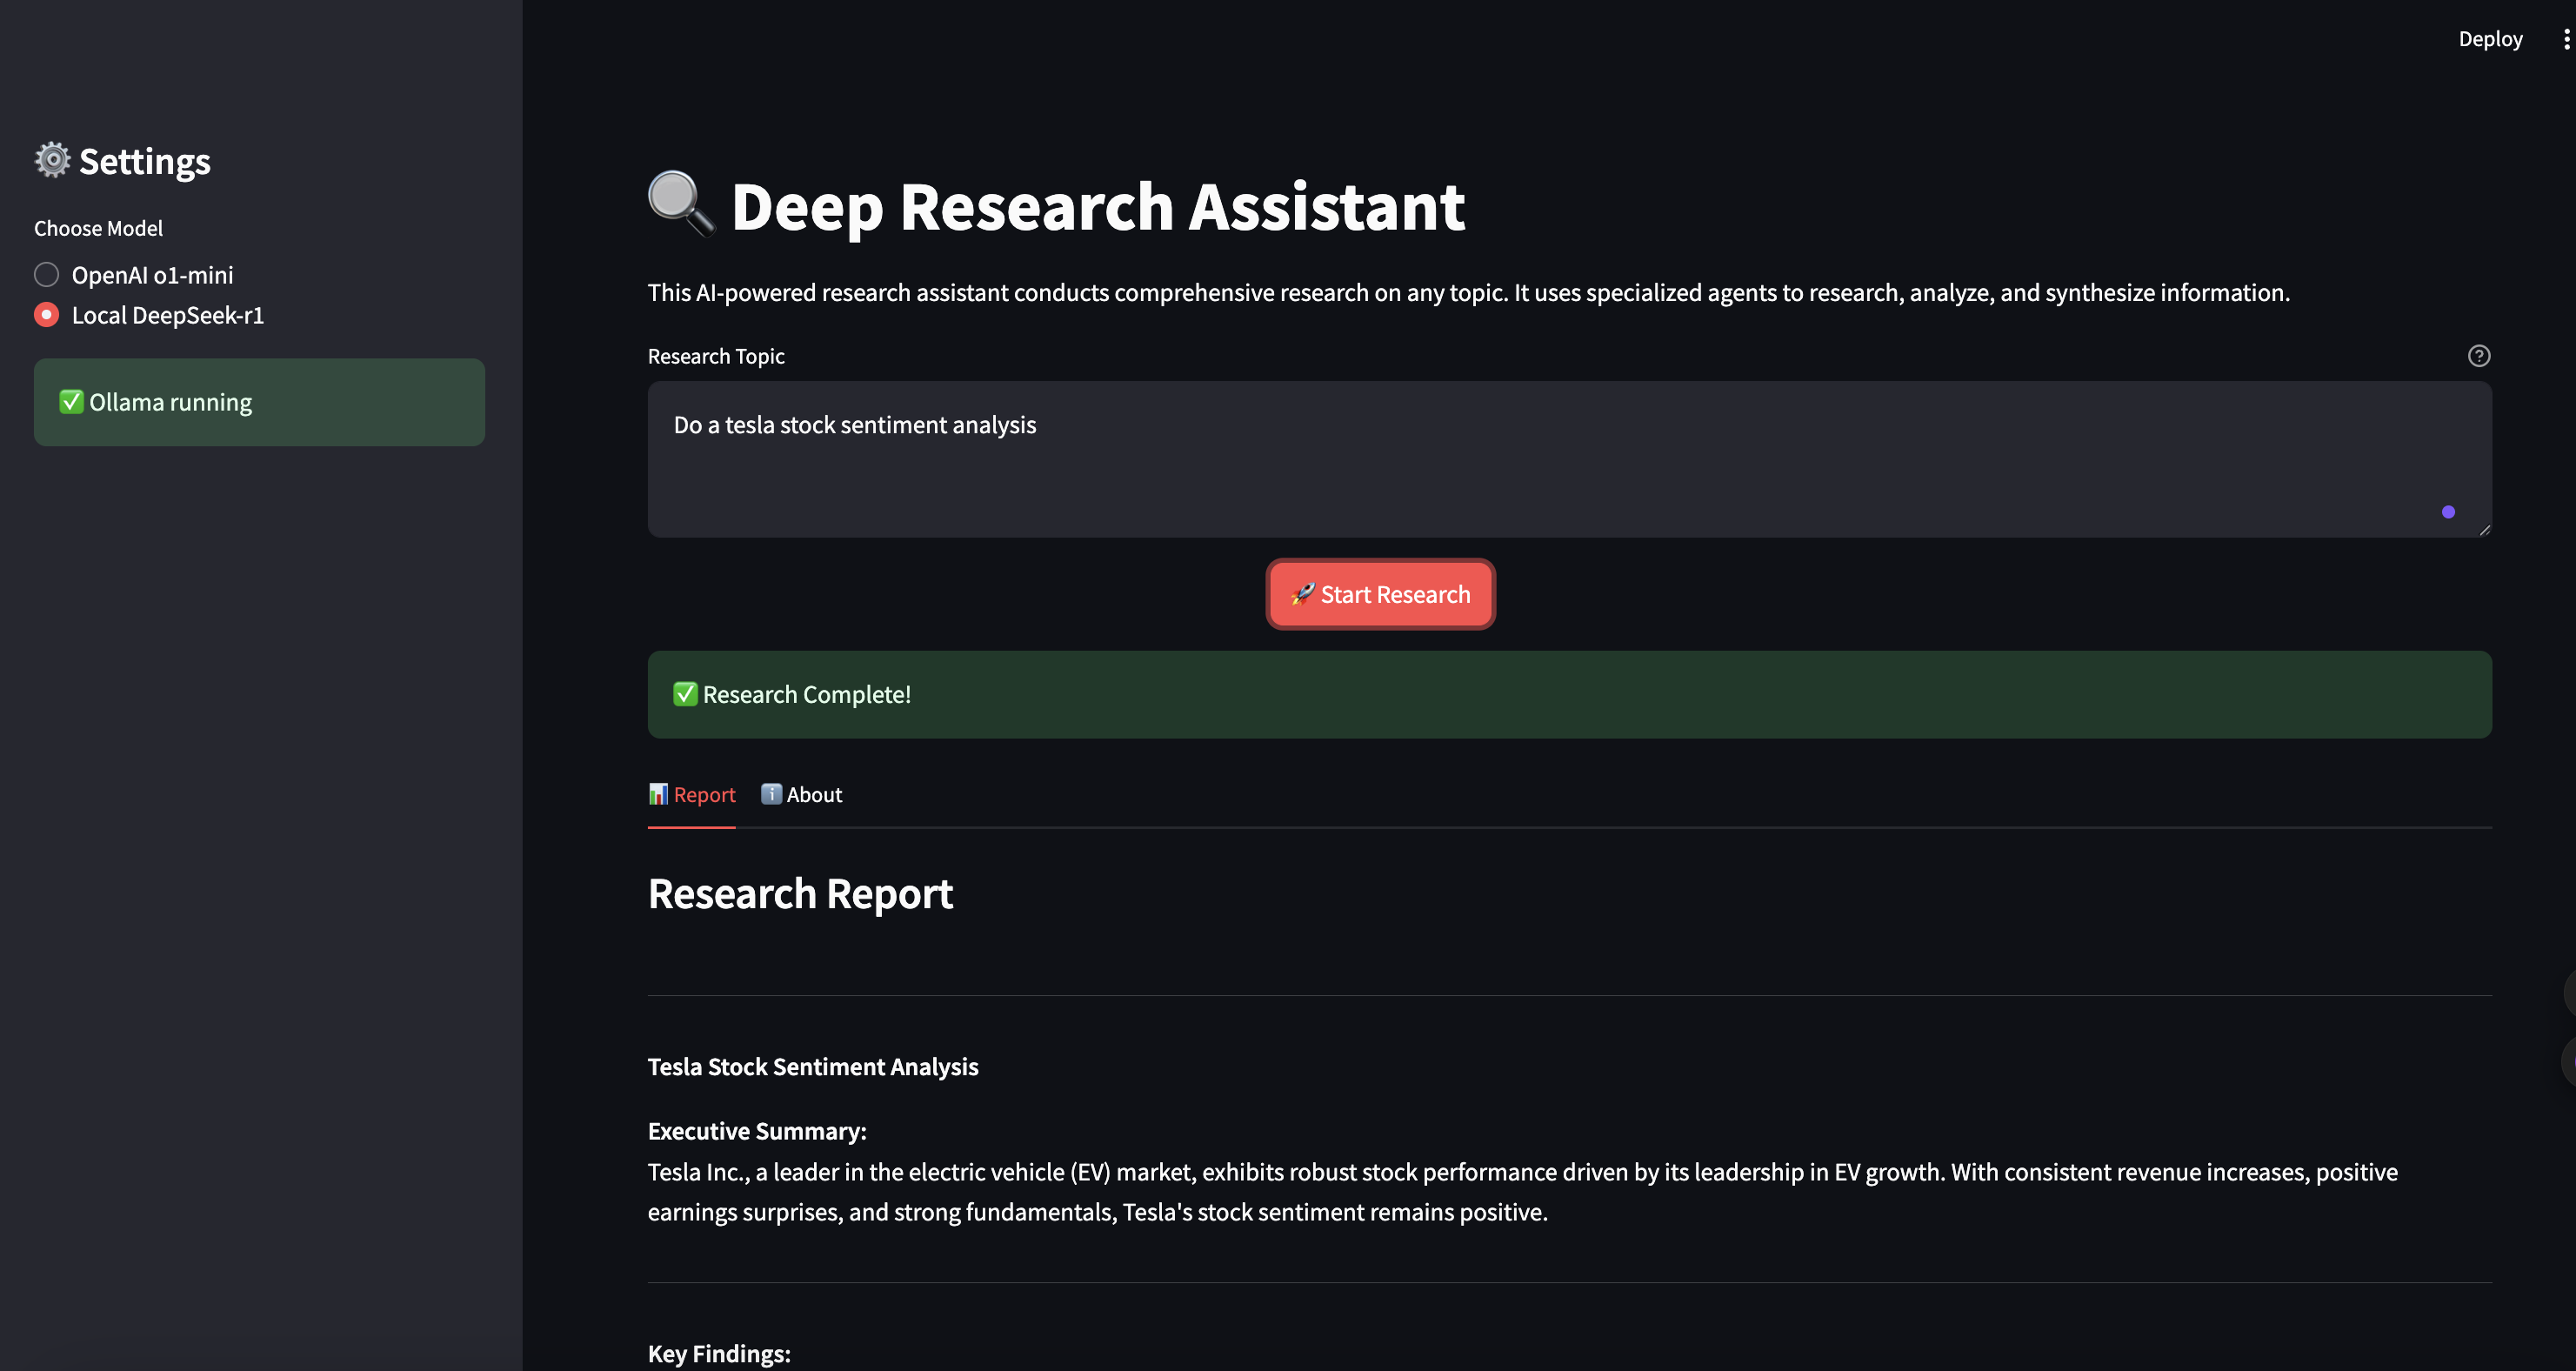 Deploy
⚙️ Settings
Choose Model
OpenAI o1-mini
Local DeepSeek-r1
✅ Ollama running
🔍 Deep Research Assistant
This AI-powered research assistant conducts comprehensive research on any topic. It uses specialized agents to research, analyze, and synthesize information.
Research Topic
Do a tesla stock sentiment analysis
🚀 Start Research
✅ Research Complete!
📊 Report
ℹ️ About
Research Report
Tesla Stock Sentiment Analysis
Executive Summary:
Tesla Inc., a leader in the electric vehicle (EV) market, exhibits robust stock performance driven by its leadership in EV growth. With consistent revenue increases, positive
earnings surprises, and strong fundamentals, Tesla's stock sentiment remains positive.
Key Findings: